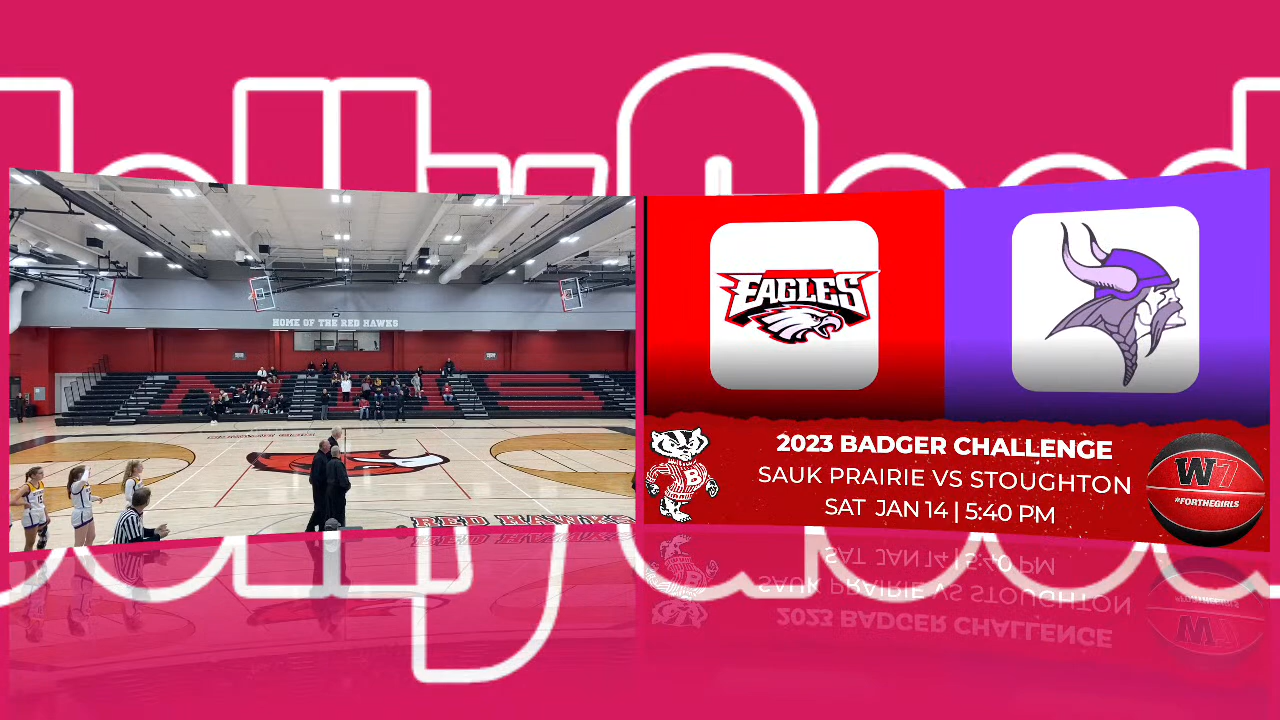 HOME OF THE RED HAWKS
RED HAWKS
EAGLES
2023 BADGER CHALLENGE
SAUK PRAIRIE VS STOUGHTON
SAT JAN 14 | 5:40 PM
W7
#FORTHEGIRLS
B